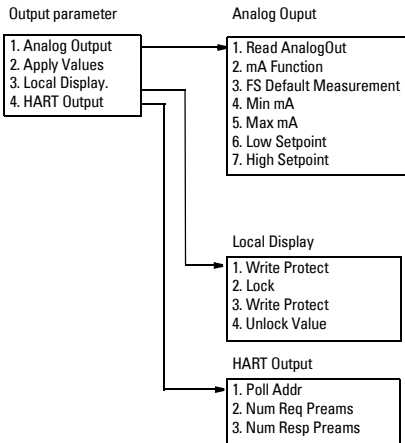 Output parameter
1. Analog Output
2. Apply Values
3. Local Display.
4. HART Output
Analog Ouput
1. Read AnalogOut
2. mA Function
3. FS Default Measurement
4. Min mA
5. Max mA
6. Low Setpoint
7. High Setpoint
Local Display
1. Write Protect
2. Lock
3. Write Protect
4. Unlock Value
HART Output
1. Poll Addr
2. Num Req Preams
3. Num Resp Preams